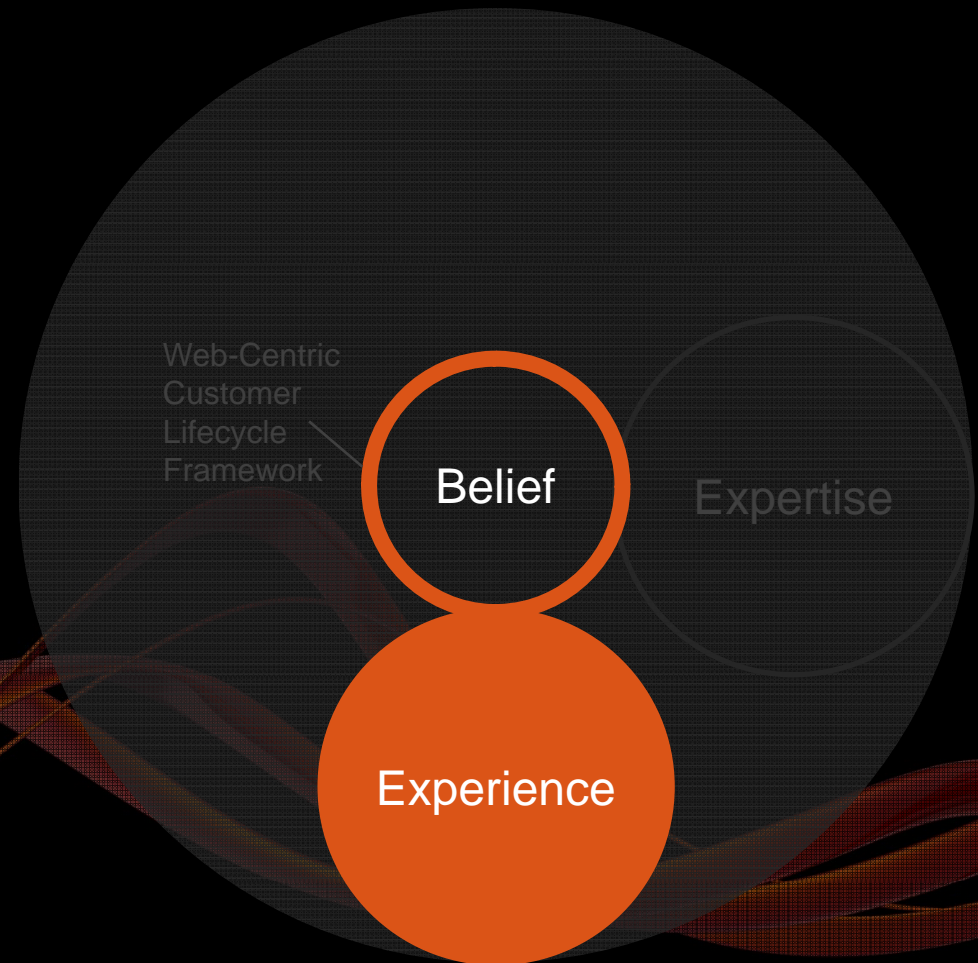 Web-Centric
Customer
Lifecycle
Framework
Belief
Expertise
Experience